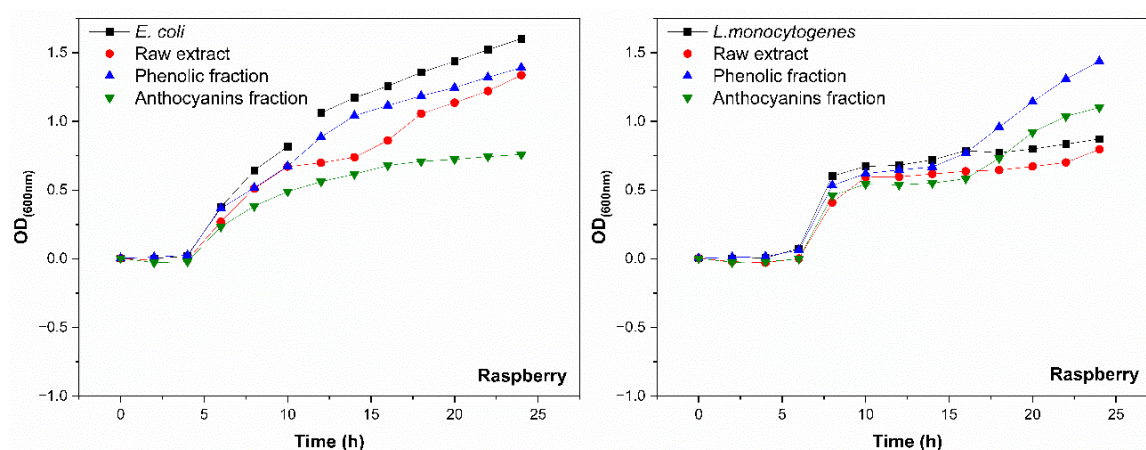 E. coli
Raw extract
Phenolic fraction
Anthocyanins fraction
1.5
1.0
0.5
0.0
−0.5
−1.0
OD(600nm)
Raspberry
0 5 10 15 20 25
Time (h)
L.monocytogenes
Raw extract
Phenolic fraction
Anthocyanins fraction
1.5
1.0
0.5
0.0
−0.5
−1.0
OD(600nm)
Raspberry
0 5 10 15 20 25
Time (h)